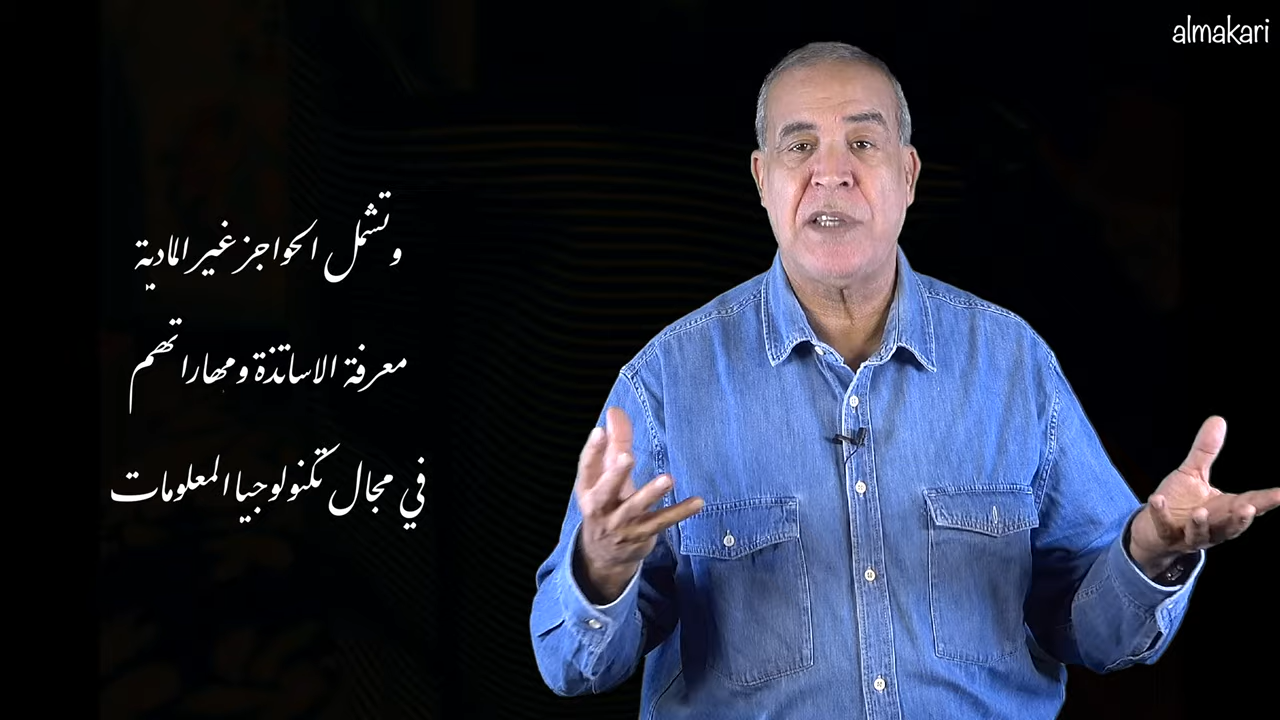 almakari
وتشمل الحواجز غير المادية
معرفة الاساتذة ومهاراتهم
في مجال تكنولوجيا المعلومات